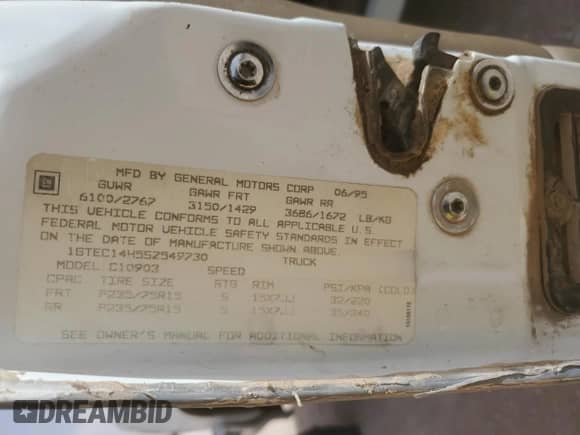 GM
MFD BY GENERAL MOTORS CORP 06/95
GVWR GAWR FRT GAWR RR
6100/2767 3150/1429 3686/1672 LB/KG
THIS VEHICLE CONFORMS TO ALL APPLICABLE U.S.
FEDERAL MOTOR VEHICLE SAFETY STANDARDS IN EFFECT
ON THE DATE OF MANUFACTURE SHOWN ABOVE.
1GTEC14H5SZ549730 TRUCK
MODEL C10903 SPEED
CPAC TIRE SIZE RTG RIM PSI/KPA (COLD)
FRT P235/75R15 S 15X7JJ 32/220
RR P235/75R15 S 15X7JJ 35/240
SEE OWNER'S MANUAL FOR ADDITIONAL INFORMATION
DREAMBID